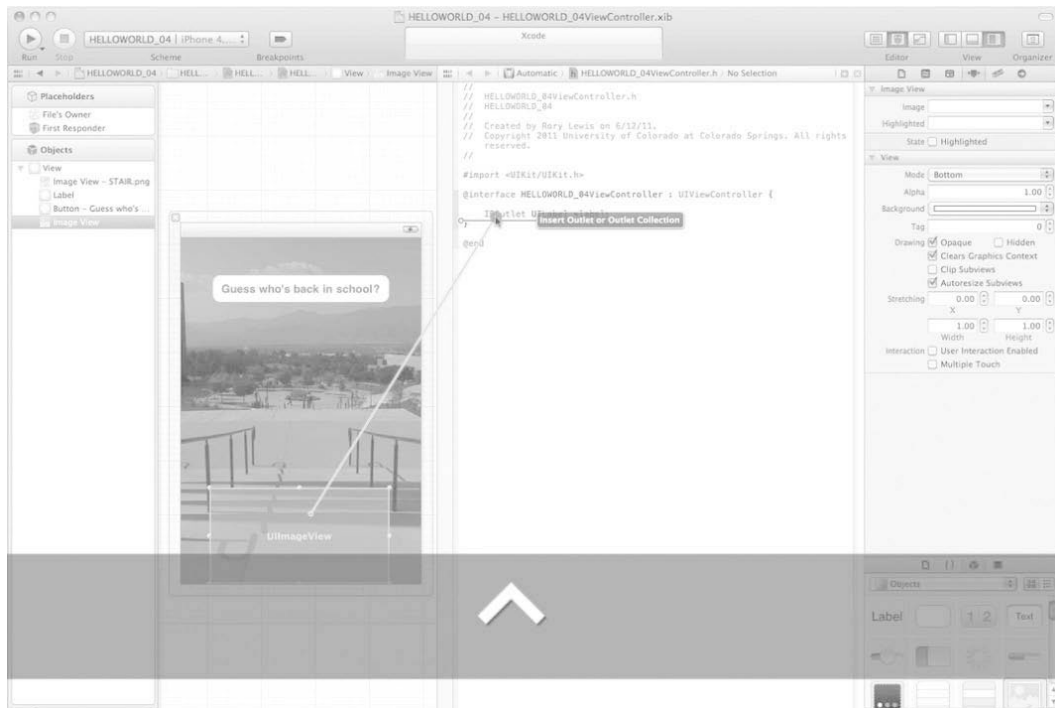 HELLOWORLD_04 - HELLOWORLD_04ViewController.xib
HELLOWORLD_04 | iPhone 4....
Xcode
Run Stop Scheme Breakpoints Editor View Organizer
HELLOWORLD_04 HELL... HELL... HELL... View Image View
Automatic HELLOWORLD_04ViewController.h No Selection
Placeholders
File's Owner
First Responder
Objects
View
Image View - STAIR.png
Label
Button - Guess who's ...
Image View
Guess who's back in school?
UIImageView
//
// HELLOWORLD_04ViewController.h
// HELLOWORLD_04
//
// Created by Rory Lewis on 6/12/11.
// Copyright 2011 University of Colorado at Colorado Springs. All rights
reserved.
//
#import <UIKit/UIKit.h>
@interface HELLOWORLD_04ViewController : UIViewController {
Insert Outlet or Outlet Collection
}
@end
Image View
Image
Highlighted
State Highlighted
View
Mode Bottom
Alpha 1.00
Background
Tag 0
Drawing Opaque Hidden
Clears Graphics Context
Clip Subviews
Autoresize Subviews
Stretching 0.00 0.00
X Y
1.00 1.00
Width Height
Interaction User Interaction Enabled
Multiple Touch
{ }
Objects
Label 1 2 Text